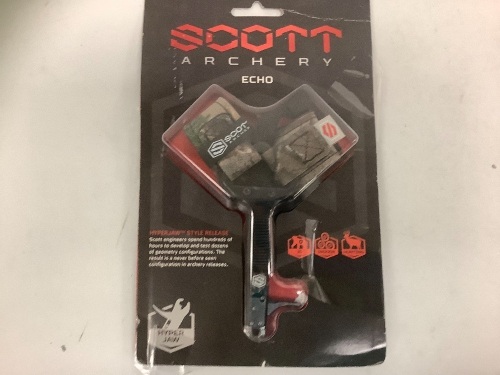 SCOTT
ARCHERY
ECHO
SCOTT
HYPERJAW™ STYLE RELEASE
Scott engineers spend hundreds of
hours to develop and test dozens
of geometry configurations. The
result is a never before seen
configuration in archery releases.
HYPER
JAW